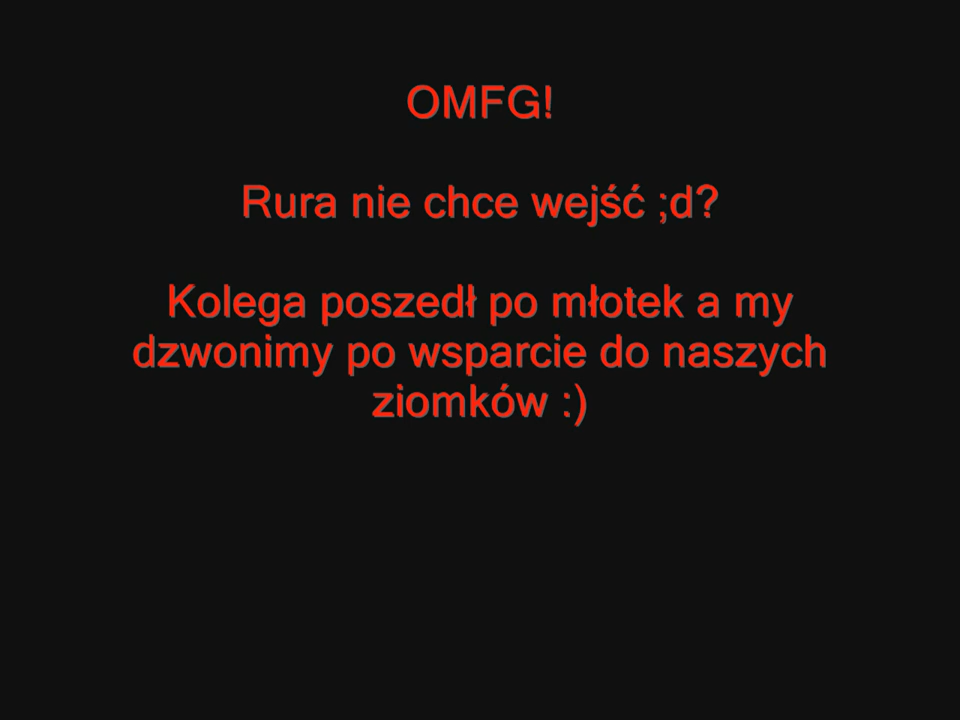 OMFG!
Rura nie chce wejść ;d?
Kolega poszedł po młotek a my
dzwonimy po wsparcie do naszych
ziomków :)